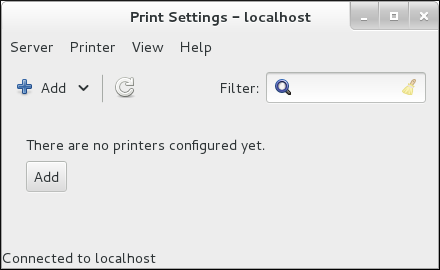 Print Settings – localhost
Server Printer View Help
Add Filter:
There are no printers configured yet.
Add
Connected to localhost